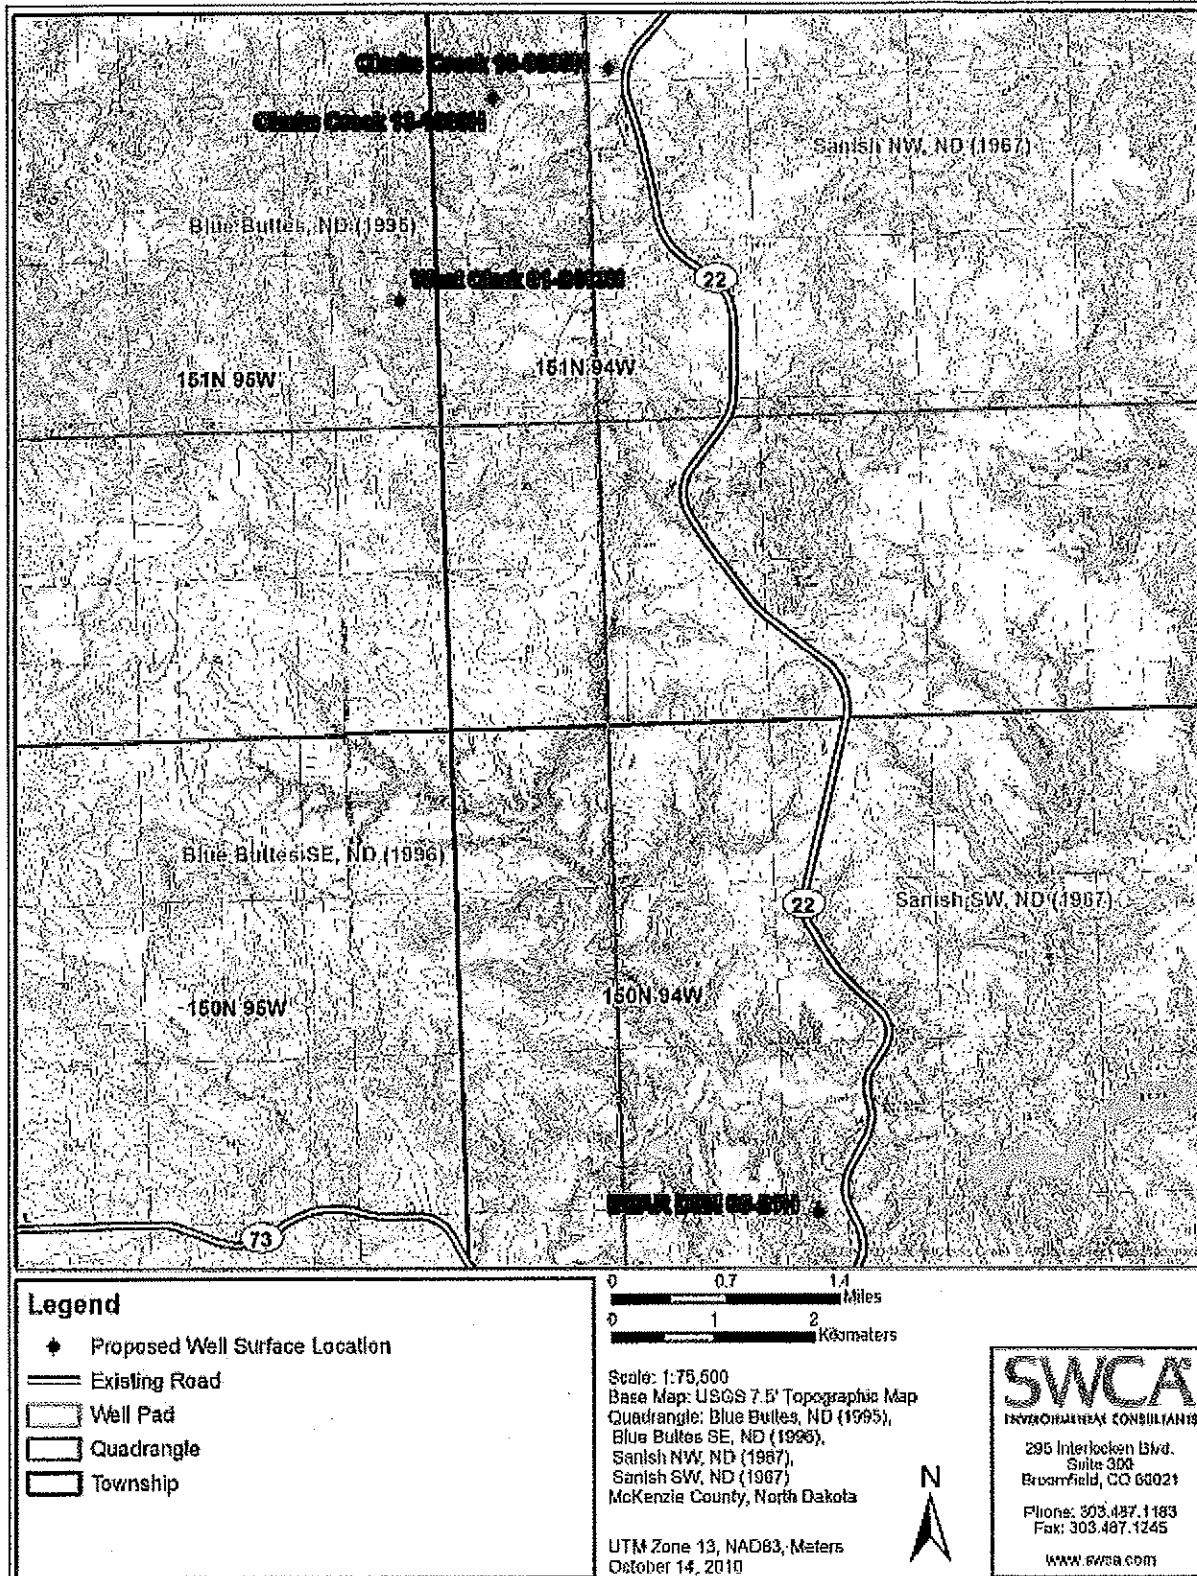 Creek
Creek
Sanish NW, ND (1967)
Blue Buttes, ND (1995)
22
151N 95W
151N 94W
Blue Buttes SE, ND (1996)
22
Sanish SW, ND (1967)
150N 95W
150N 94W
73
Legend
Proposed Well Surface Location
Existing Road
Well Pad
Quadrangle
Township
0 0.7 1.4
Miles
0 1 2
Kilometers
Base Map: USGS 7.5' Topographic Map
Quadrangle: Blue Buttes, ND (1995),
Blue Buttes SE, ND (1996),
Sanish NW, ND (1967),
Sanish SW, ND (1967)
McKenzie County, North Dakota
UTM Zone 13, NAD83, Meters
October 14, 2010
N
SWCA
ENVIRONMENTAL CONSULTANTS
295 Interlocken Blvd.
Suite 300
Broomfield, CO 80021
Phone: 303.487.1183
Fax: 303.487.1245
www.swca.com